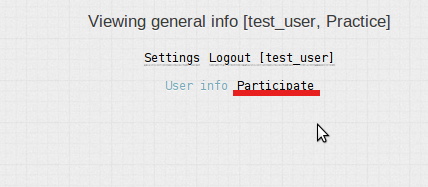 Viewing general info [test_user, Practice]
Settings Logout [test_user]
User info Participate